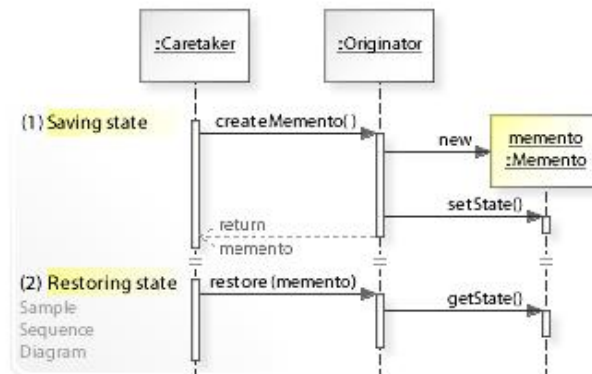 :Caretaker
:Originator
(1) Saving state
createMemento()
new
memento
:Memento
setState()
return
memento
(2) Restoring state
restore(memento)
getState()
Sample
Sequence
Diagram